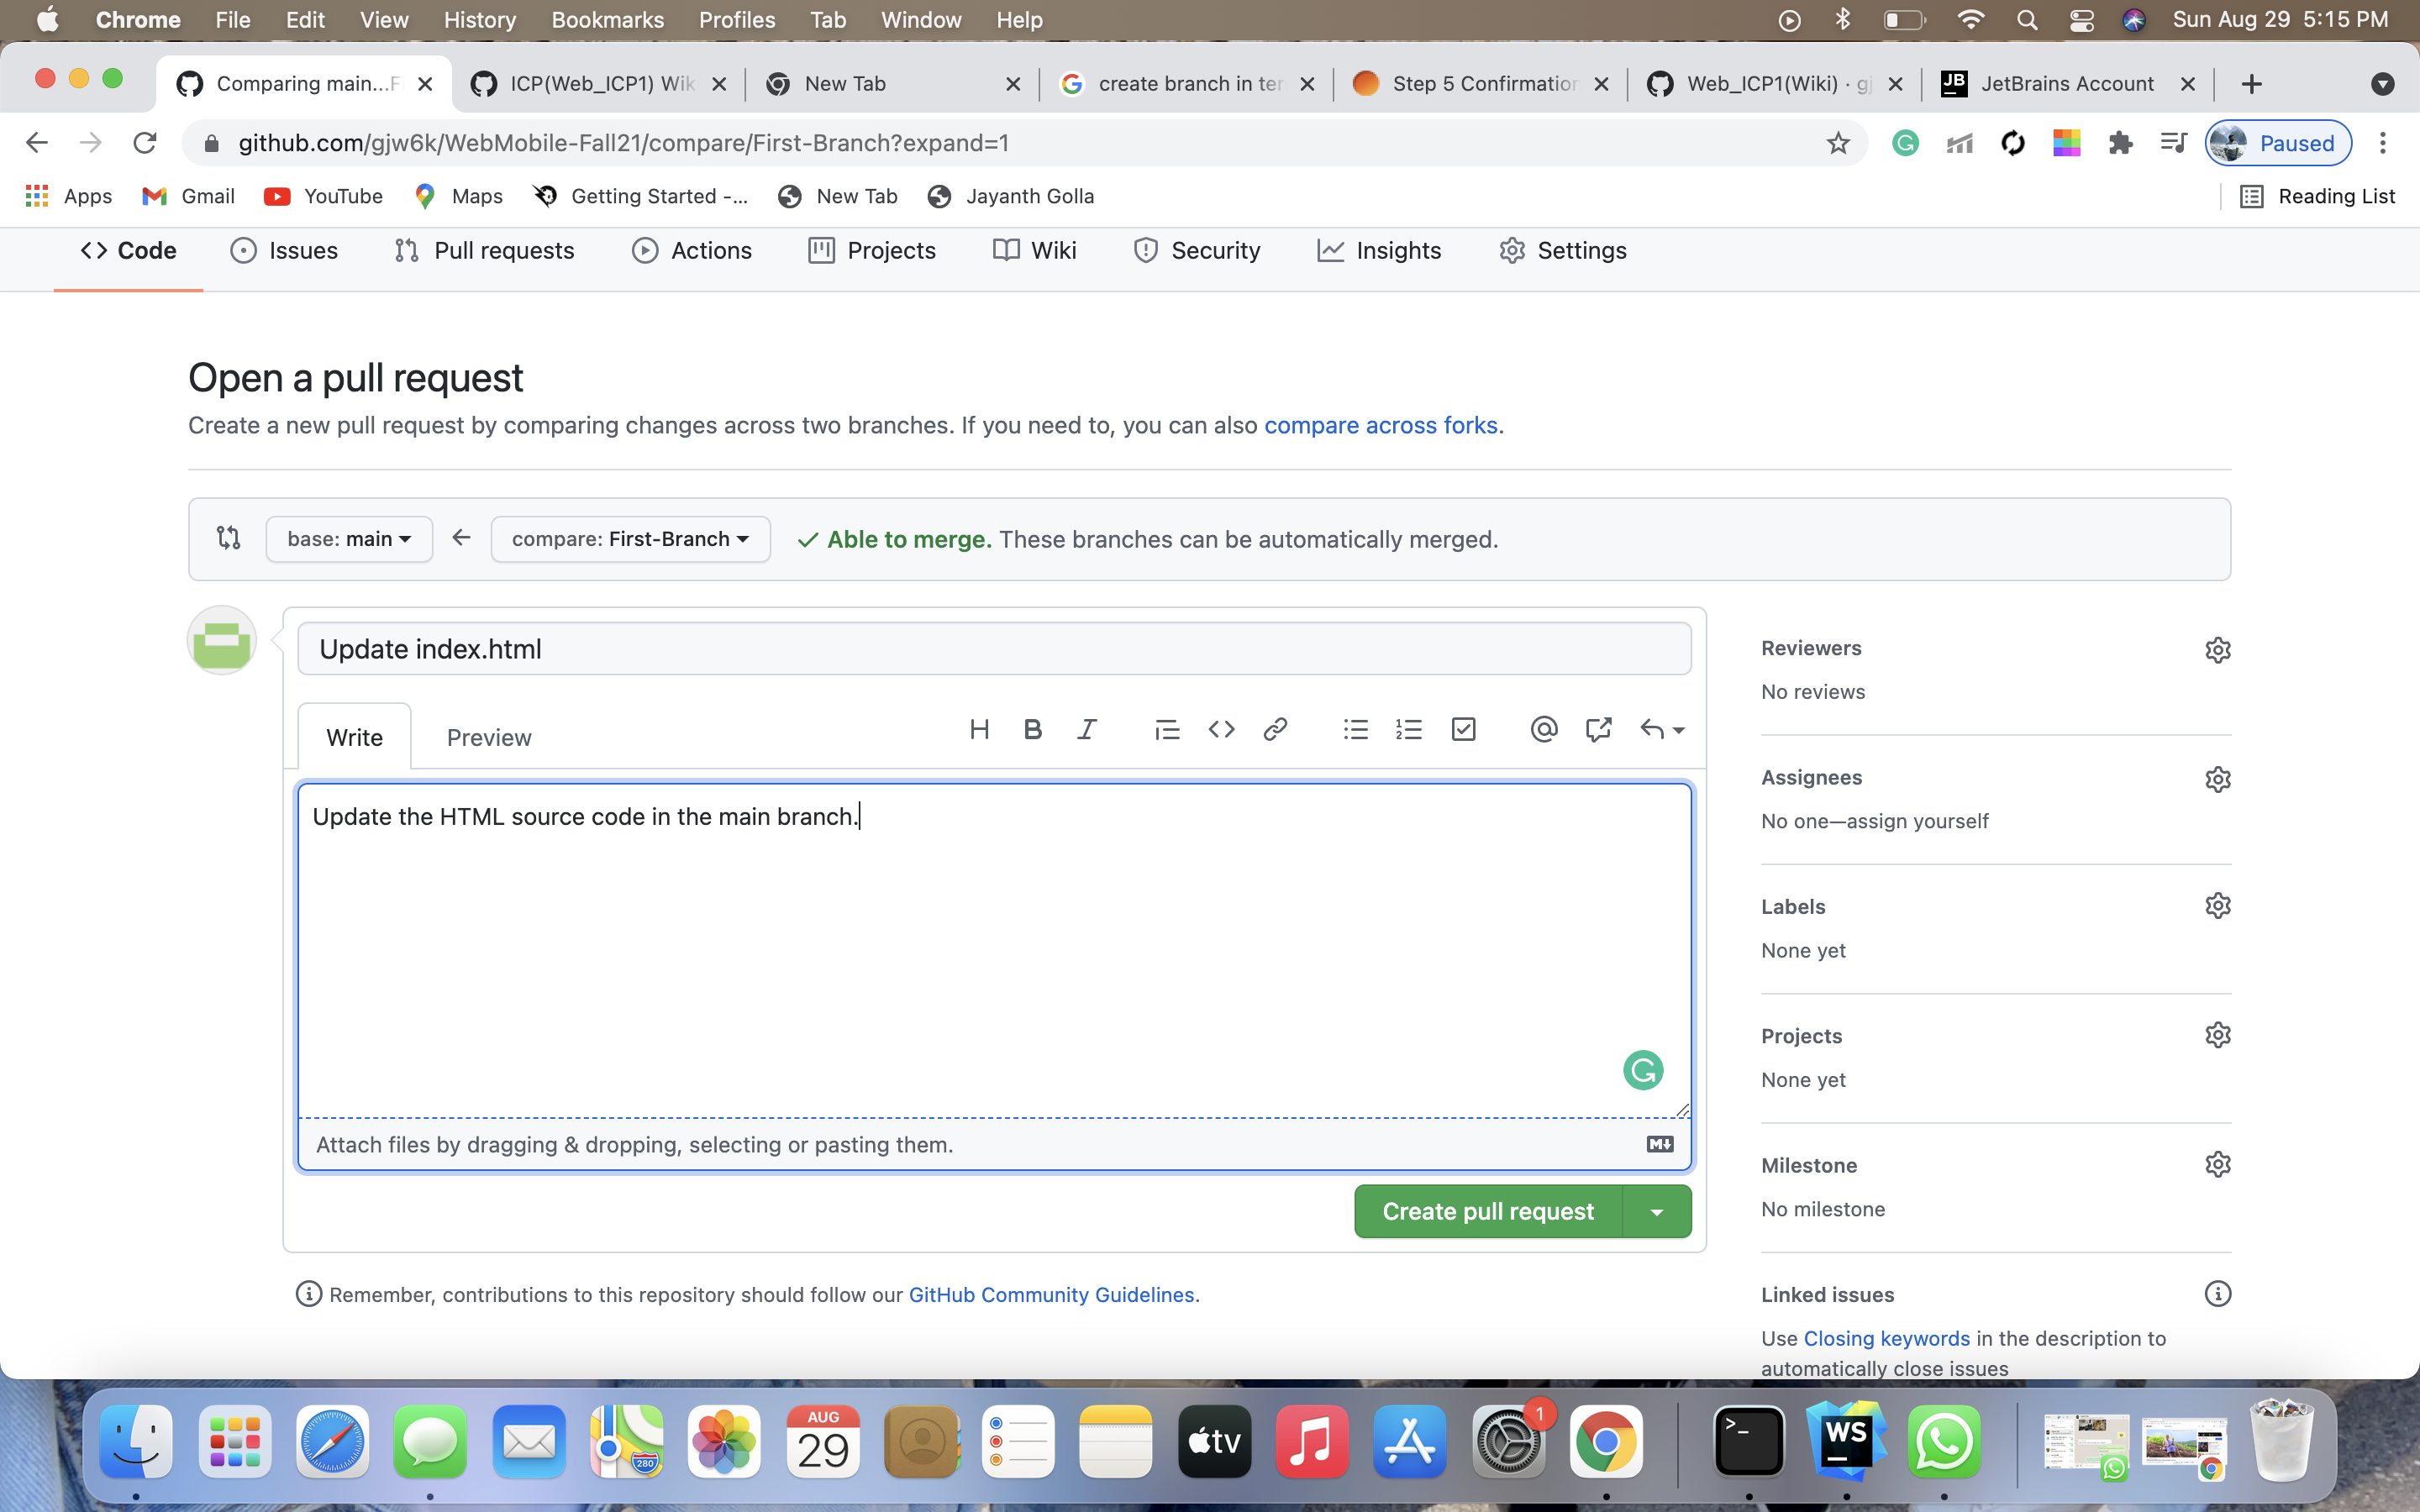 Chrome File Edit View History Bookmarks Profiles Tab Window Help Sun Aug 29 5:15 PM
Comparing main...F ICP(Web_ICP1) Wik New Tab create branch in ter Step 5 Confirmation Web_ICP1(Wiki) · gj JB JetBrains Account
github.com/gjw6k/WebMobile-Fall21/compare/First-Branch?expand=1 Paused
Apps Gmail YouTube Maps Getting Started -... New Tab Jayanth Golla Reading List
Code Issues Pull requests Actions Projects Wiki Security Insights Settings
Open a pull request
Create a new pull request by comparing changes across two branches. If you need to, you can also compare across forks.
base: main compare: First-Branch Able to merge. These branches can be automatically merged.
Update index.html
Write Preview
Update the HTML source code in the main branch.
Attach files by dragging & dropping, selecting or pasting them.
Create pull request
Remember, contributions to this repository should follow our GitHub Community Guidelines.
Reviewers
No reviews
Assignees
No one—assign yourself
Labels
None yet
Projects
None yet
Milestone
No milestone
Linked issues
Use Closing keywords in the description to
automatically close issues
280 AUG 29 tv 1 >_ WS